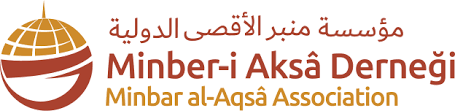 مؤسسة منبر الأقصى الدولية
Minber-i Aksâ Derneği
Minbar al-Aqsâ Association